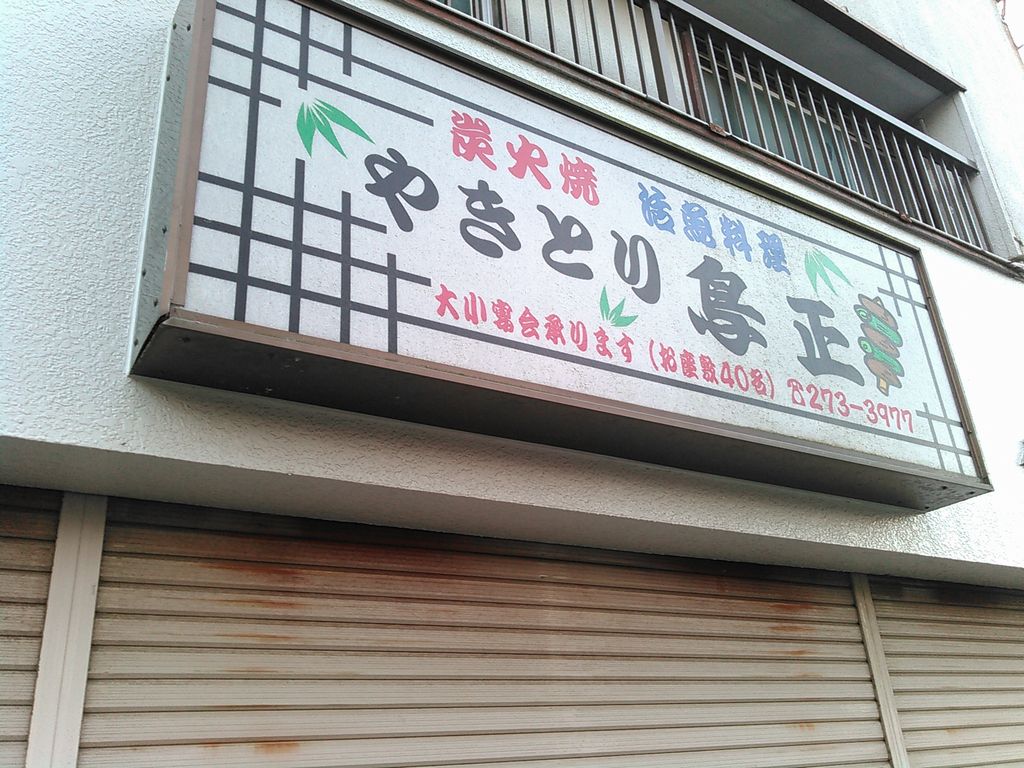 炭火焼 活魚料理
やきとり 鳥正
大小宴会承ります(お座敷40名) ☎273-3977